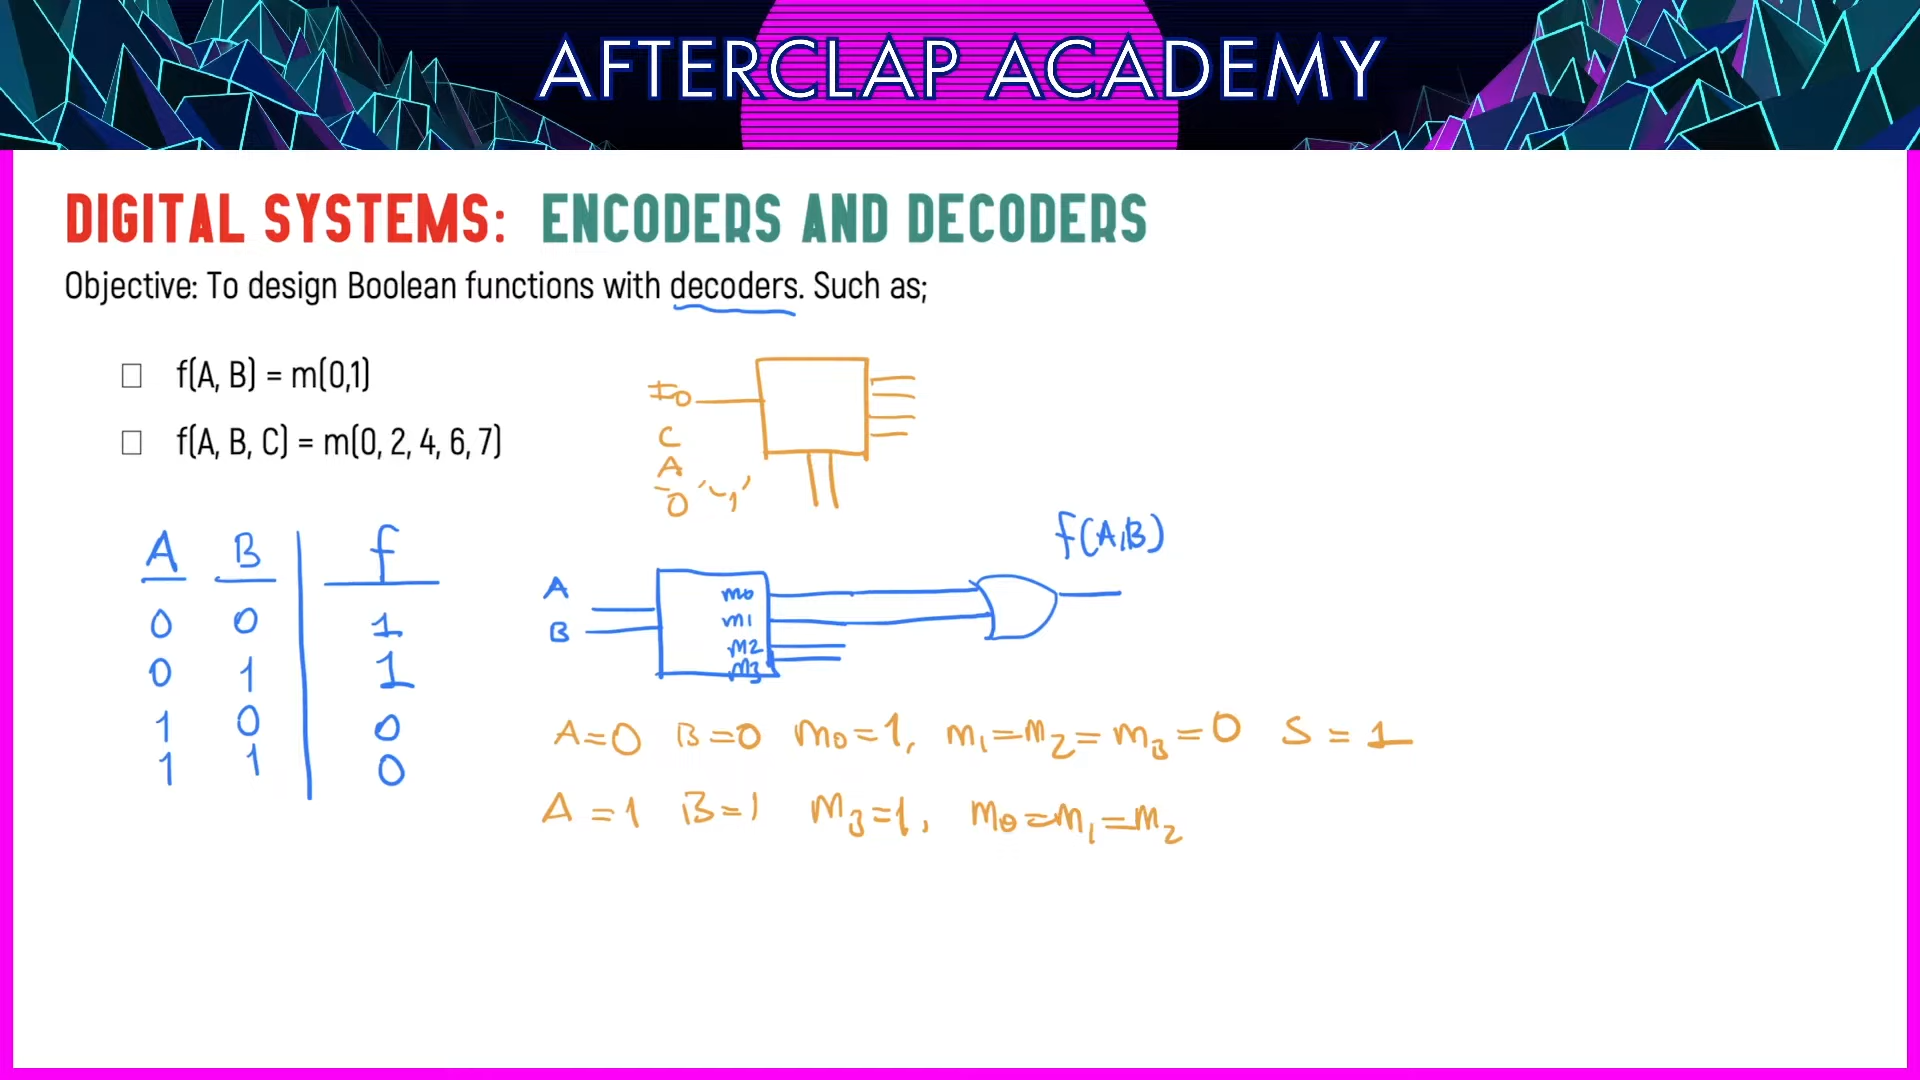 AFTERCLAP ACADEMY
DIGITAL SYSTEMS: ENCODERS AND DECODERS
Objective: To design Boolean functions with decoders. Such as;
f(A, B) = m(0,1)
f(A, B, C) = m(0, 2, 4, 6, 7)
I0
C
A
A B f
0 0 1
0 1 1
1 0 0
1 1 0
f(A,B)
A
B
m0
m1
m2
m3
A=0 B=0 m0=1, m1=m2=m3=0 S=1
A=1 B=1 m3=1, m0=m1=m2